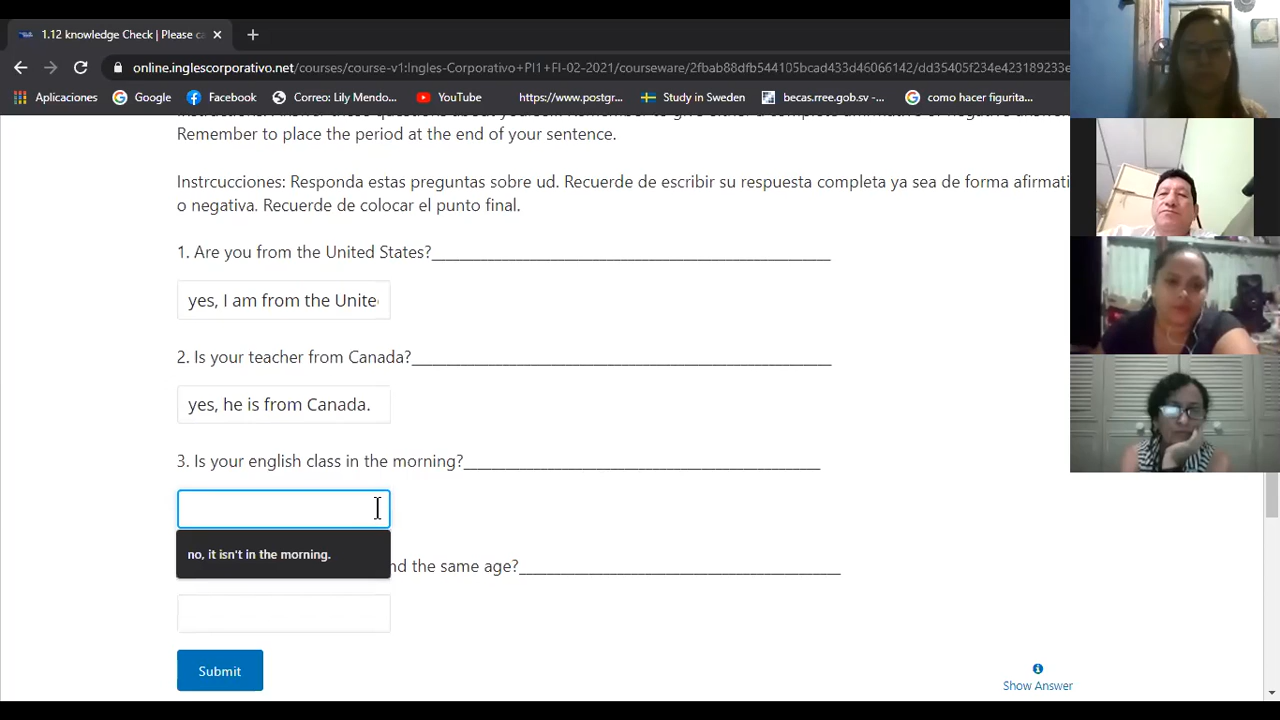 1.12 knowledge Check | Please ca
online.inglescorporativo.net/courses/course-v1:Ingles-Corporativo+PI1+FI-02-2021/courseware/2fbab88dfb544105bcad433d46066142/dd35405f234e423189233e
Aplicaciones Google Facebook Correo: Lily Mendo... YouTube https://www.postgr... Study in Sweden becas.rree.gob.sv -... como hacer figurita...
Remember to place the period at the end of your sentence.
Instrcucciones: Responda estas preguntas sobre ud. Recuerde de escribir su respuesta completa ya sea de forma afirmati
o negativa. Recuerde de colocar el punto final.
1. Are you from the United States?
yes, I am from the Unite
2. Is your teacher from Canada?
yes, he is from Canada.
3. Is your english class in the morning?
no, it isn't in the morning.
nd the same age?
Submit
Show Answer